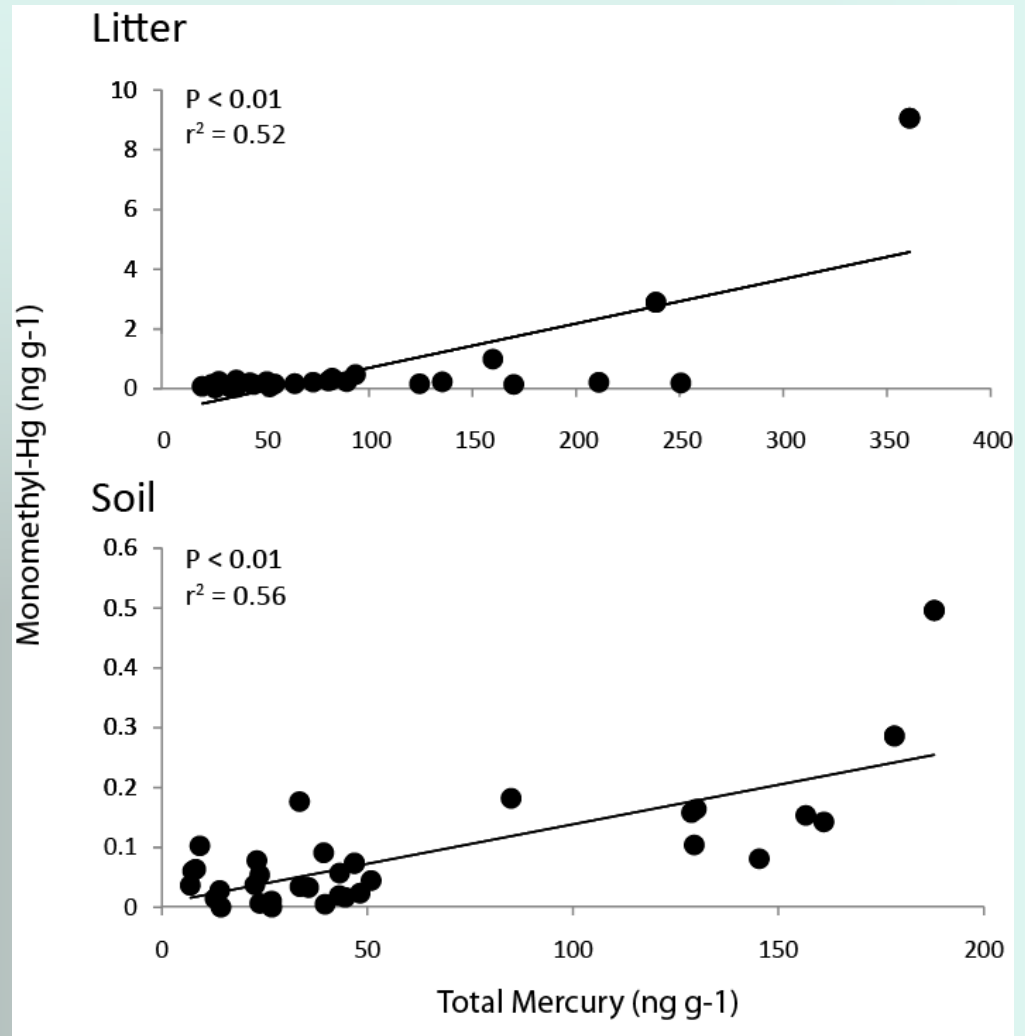 Litter
P < 0.01
r² = 0.52
10
8
6
4
2
0
0 50 100 150 200 250 300 350 400
Monomethyl-Hg (ng g-1)
Soil
P < 0.01
r² = 0.56
0.6
0.5
0.4
0.3
0.2
0.1
0
0 50 100 150 200
Total Mercury (ng g-1)